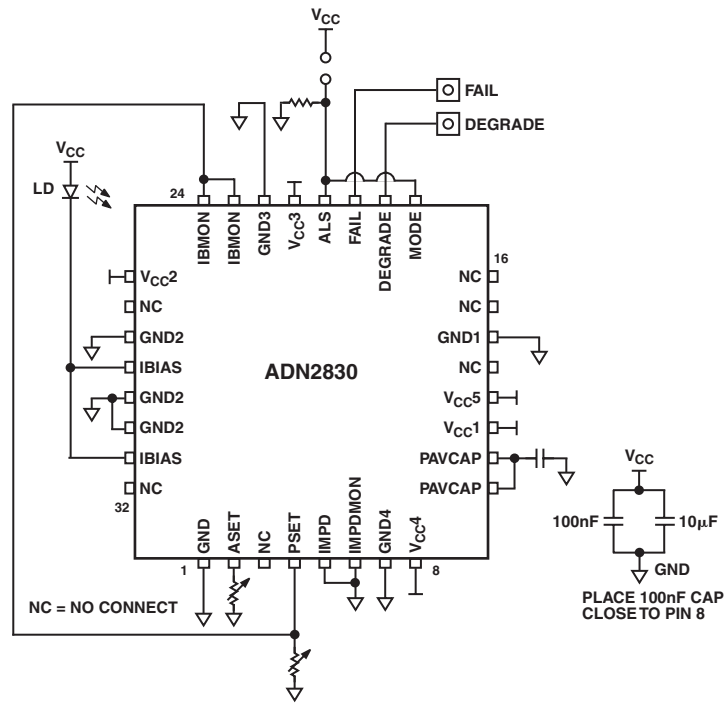 VCC
FAIL
DEGRADE
VCC
LD
24
IBMON
IBMON
GND3
VCC3
ALS
FAIL
DEGRADE
MODE
16
VCC2
NC
GND2
IBIAS
GND2
GND2
IBIAS
NC
32
ADN2830
NC
NC
GND1
NC
VCC5
VCC1
PAVCAP
PAVCAP
GND
ASET
NC
PSET
IMPD
IMPDMON
GND4
VCC4
1
8
NC = NO CONNECT
VCC
100nF
10μF
GND
PLACE 100nF CAP
CLOSE TO PIN 8